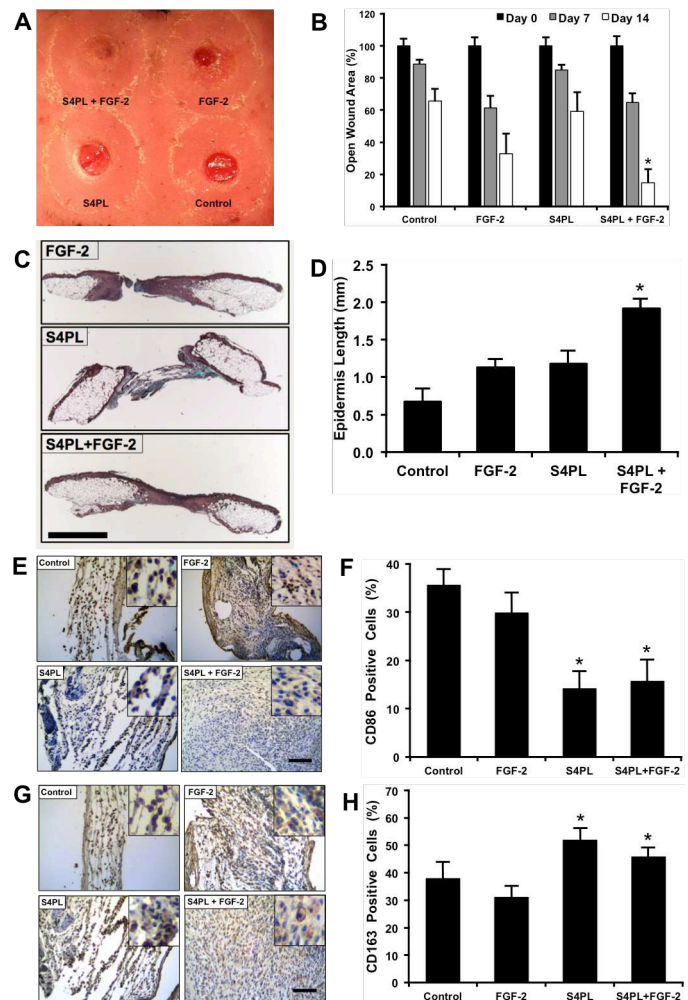 A
S4PL + FGF-2
FGF-2
S4PL
Control
B
Day 0 Day 7 Day 14
Open Wound Area (%)
120
100
80
60
40
20
0
*
Control FGF-2 S4PL S4PL + FGF-2
C
FGF-2
S4PL
S4PL+FGF-2
D
Epidermis Length (mm)
2.5
2.0
1.5
1.0
0.5
0.0
*
Control FGF-2 S4PL S4PL +
FGF-2
E
Control
FGF-2
S4PL
S4PL + FGF-2
F
CD86 Positive Cells (%)
40
30
20
10
0
* *
Control FGF-2 S4PL S4PL+FGF-2
G
Control
FGF-2
S4PL
S4PL + FGF-2
H
CD163 Positive Cells (%)
70
60
50
40
30
20
10
0
* *
Control FGF-2 S4PL S4PL+FGF-2